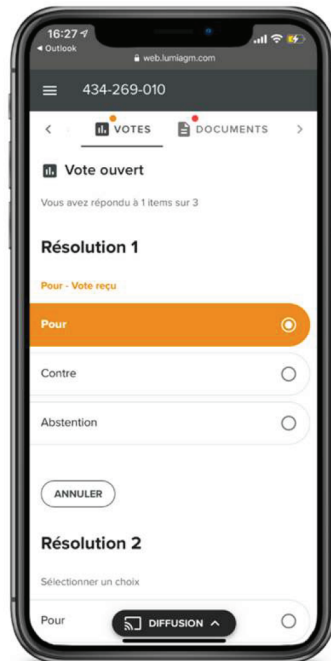 16:27
Outlook
web.lumiagm.com
434-269-010
VOTES
DOCUMENTS
Vote ouvert
Vous avez répondu à 1 items sur 3
Résolution 1
Pour - Vote reçu
Pour
Contre
Abstention
ANNULER
Résolution 2
Sélectionner un choix
Pour
DIFFUSION